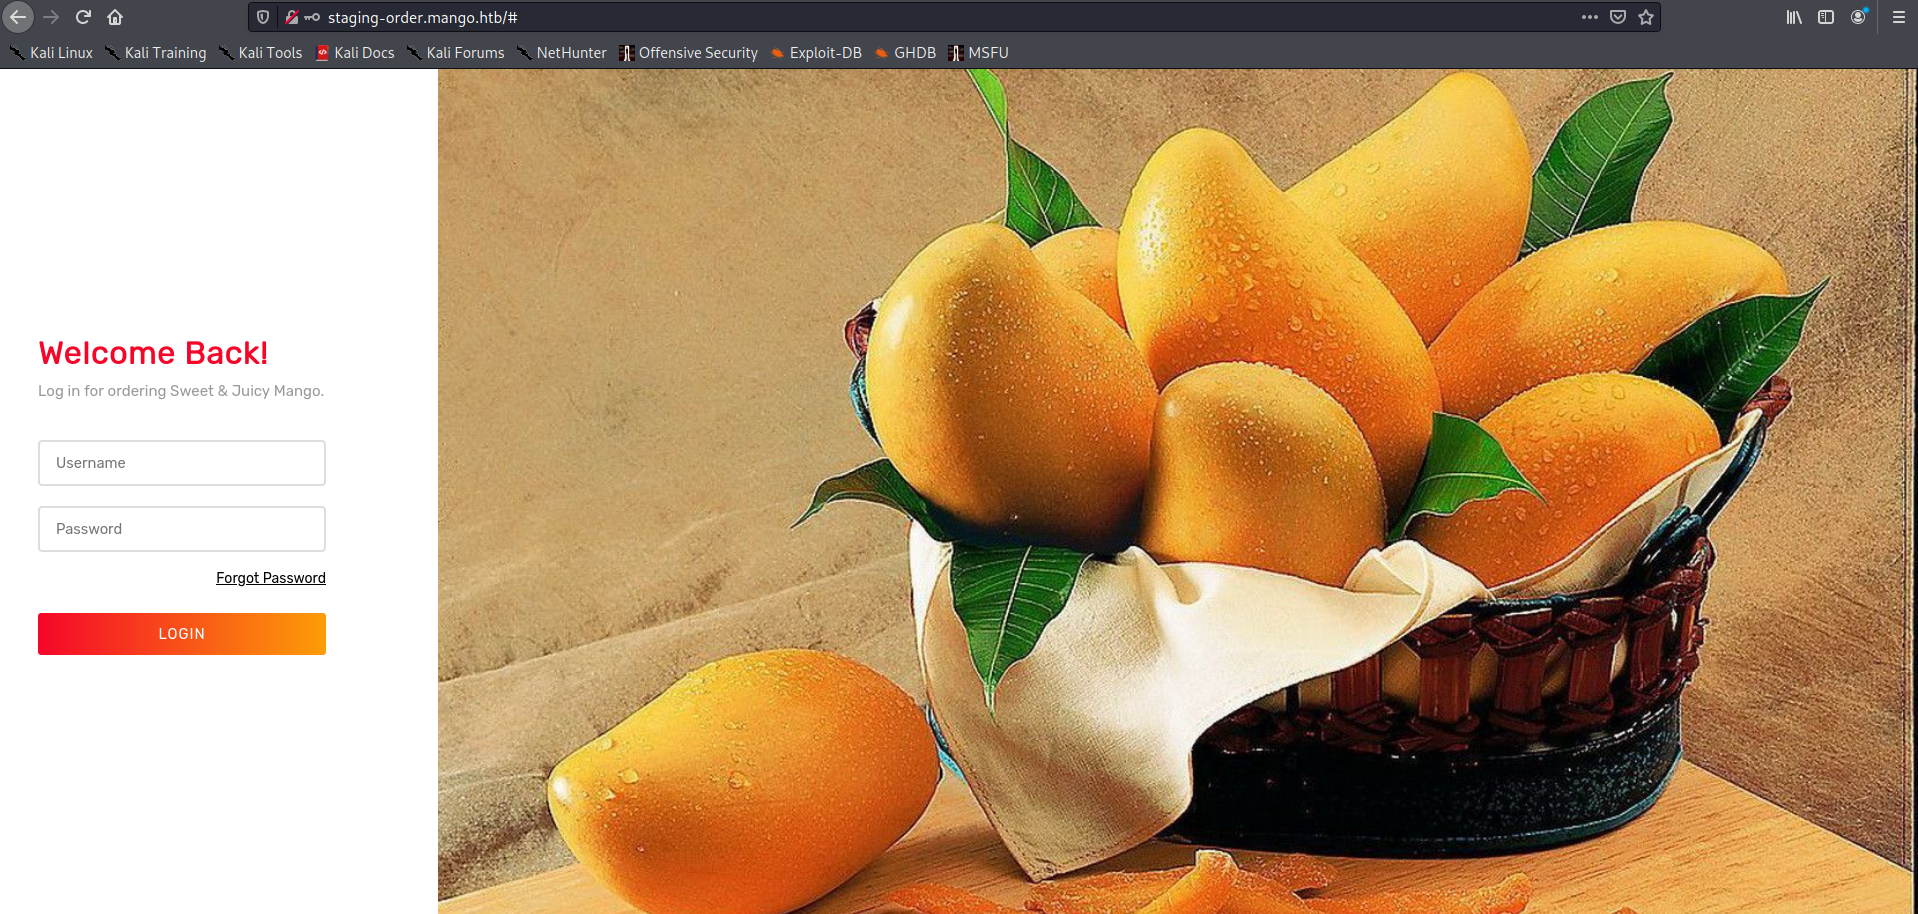 staging-order.mango.htb/#
Kali Linux Kali Training Kali Tools Kali Docs Kali Forums NetHunter Offensive Security Exploit-DB GHDB MSFU
Welcome Back!
Log in for ordering Sweet & Juicy Mango.
Username
Password
Forgot Password
LOGIN